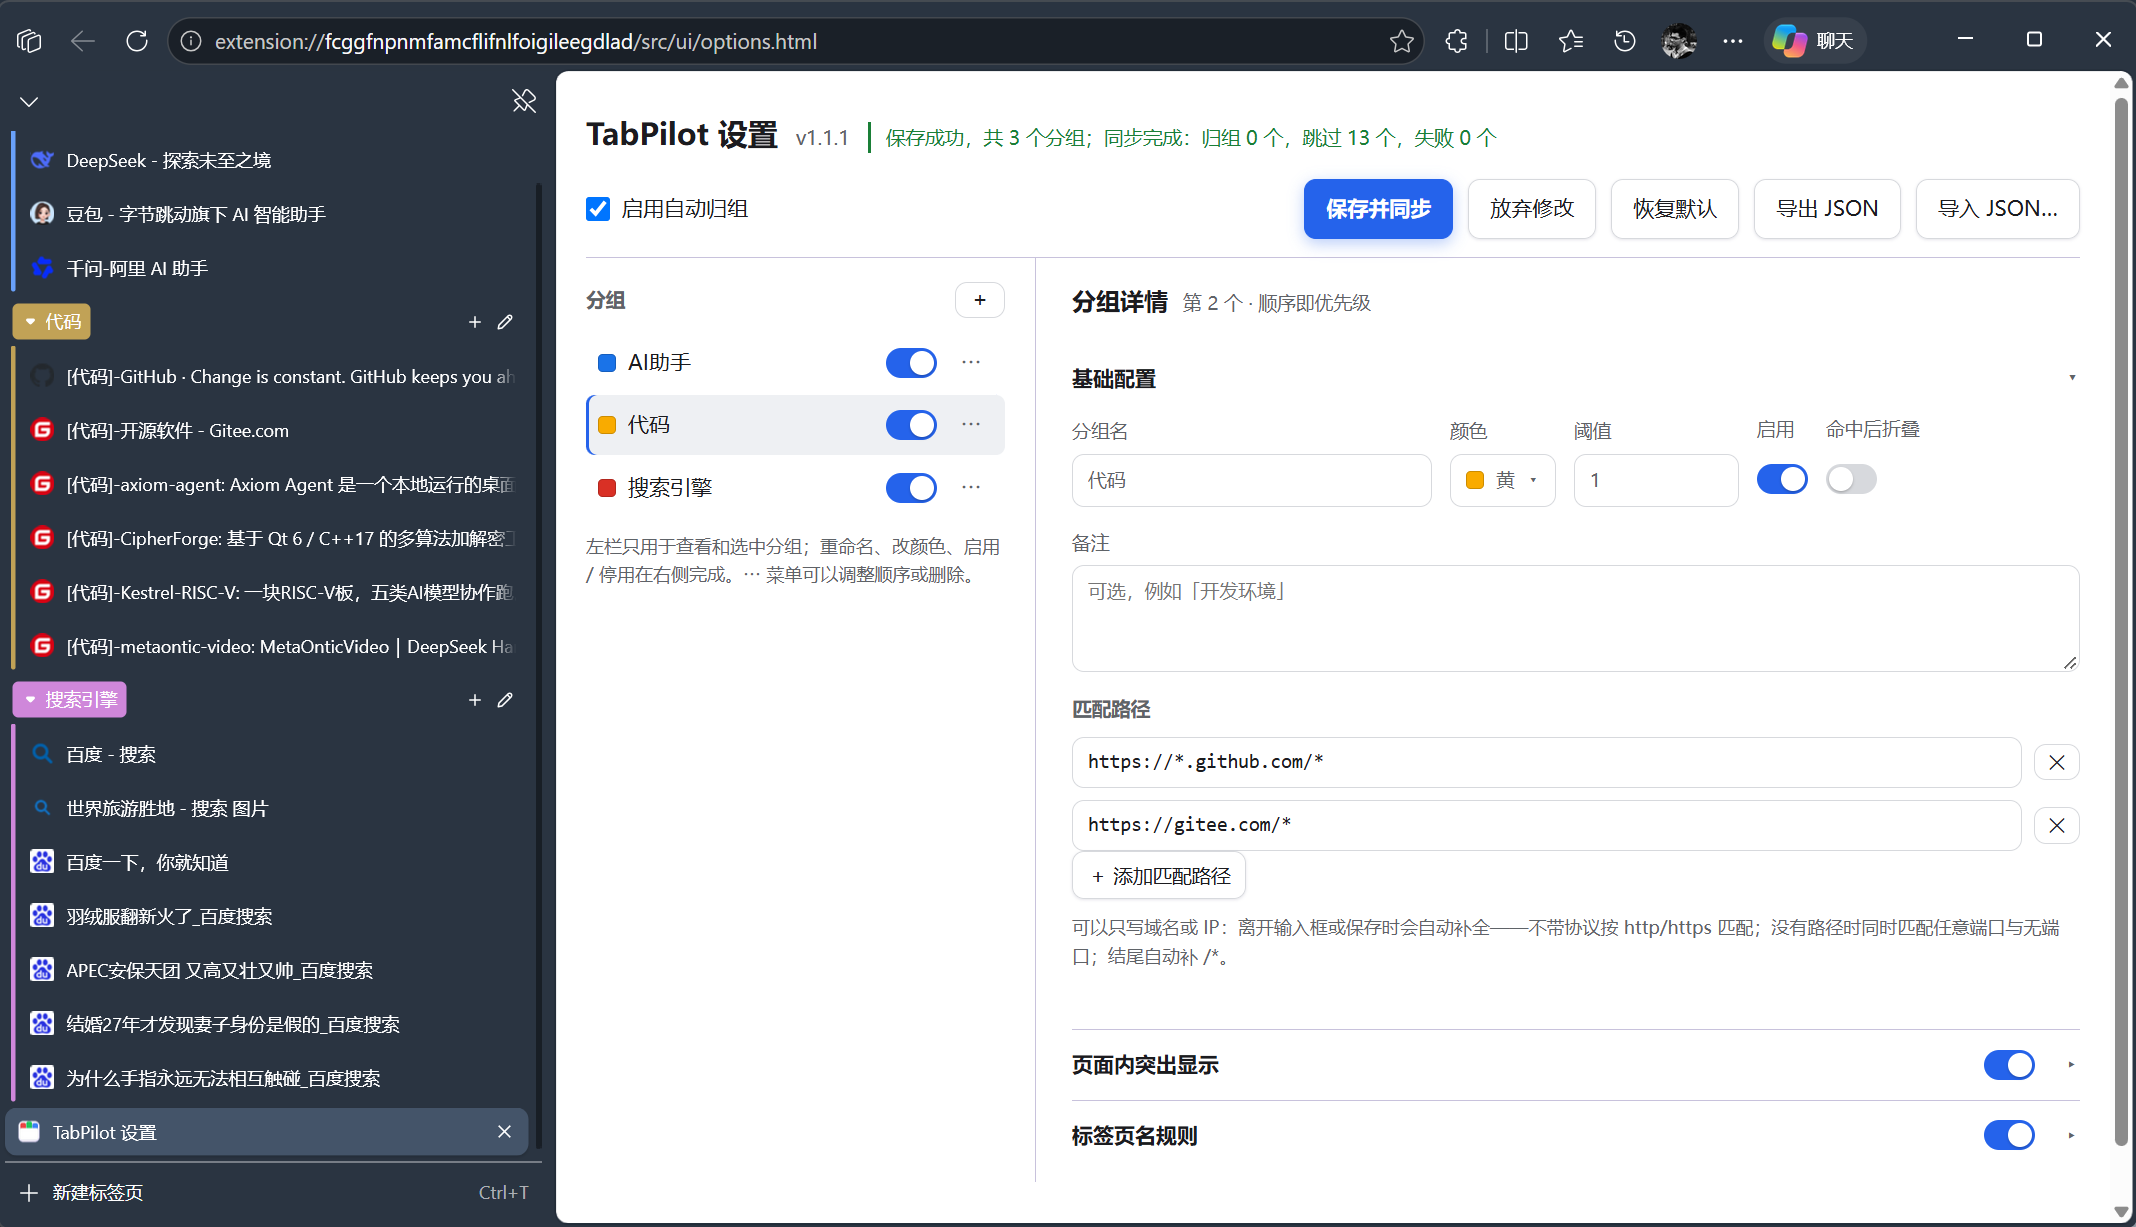 extension://fcggfnpnmfamcflifnlfoigileegdlad/src/ui/options.html
聊天
DeepSeek - 探索未至之境
豆包 - 字节跳动旗下 AI 智能助手
千问-阿里 AI 助手
代码
[代码]-GitHub · Change is constant. GitHub keeps you ah
[代码]-开源软件 - Gitee.com
[代码]-axiom-agent: Axiom Agent 是一个本地运行的桌面
[代码]-CipherForge: 基于 Qt 6 / C++17 的多算法加解密工
[代码]-Kestrel-RISC-V: 一块RISC-V板，五类AI模型协作跑
[代码]-metaontic-video: MetaOnticVideo | DeepSeek Ha
搜索引擎
百度 - 搜索
世界旅游胜地 - 搜索 图片
百度一下，你就知道
羽绒服翻新火了_百度搜索
APEC安保天团 又高又壮又帅_百度搜索
结婚27年才发现妻子身份是假的_百度搜索
为什么手指永远无法相互触碰_百度搜索
TabPilot 设置
新建标签页 Ctrl+T
TabPilot 设置 v1.1.1 保存成功，共 3 个分组；同步完成：归组 0 个，跳过 13 个，失败 0 个
启用自动归组 保存并同步 放弃修改 恢复默认 导出 JSON 导入 JSON...
分组 +
AI助手 ···
代码 ···
搜索引擎 ···
左栏只用于查看和选中分组；重命名、改颜色、启用
/ 停用在右侧完成。··· 菜单可以调整顺序或删除。
分组详情 第 2 个 · 顺序即优先级
基础配置
分组名 颜色 阈值 启用 命中后折叠
代码 黄 1
备注
可选，例如「开发环境」
匹配路径
https://*.github.com/*
https://gitee.com/*
+ 添加匹配路径
可以只写域名或 IP：离开输入框或保存时会自动补全——不带协议按 http/https 匹配；没有路径时同时匹配任意端口与无端
口；结尾自动补 /*。
页面内突出显示
标签页名规则